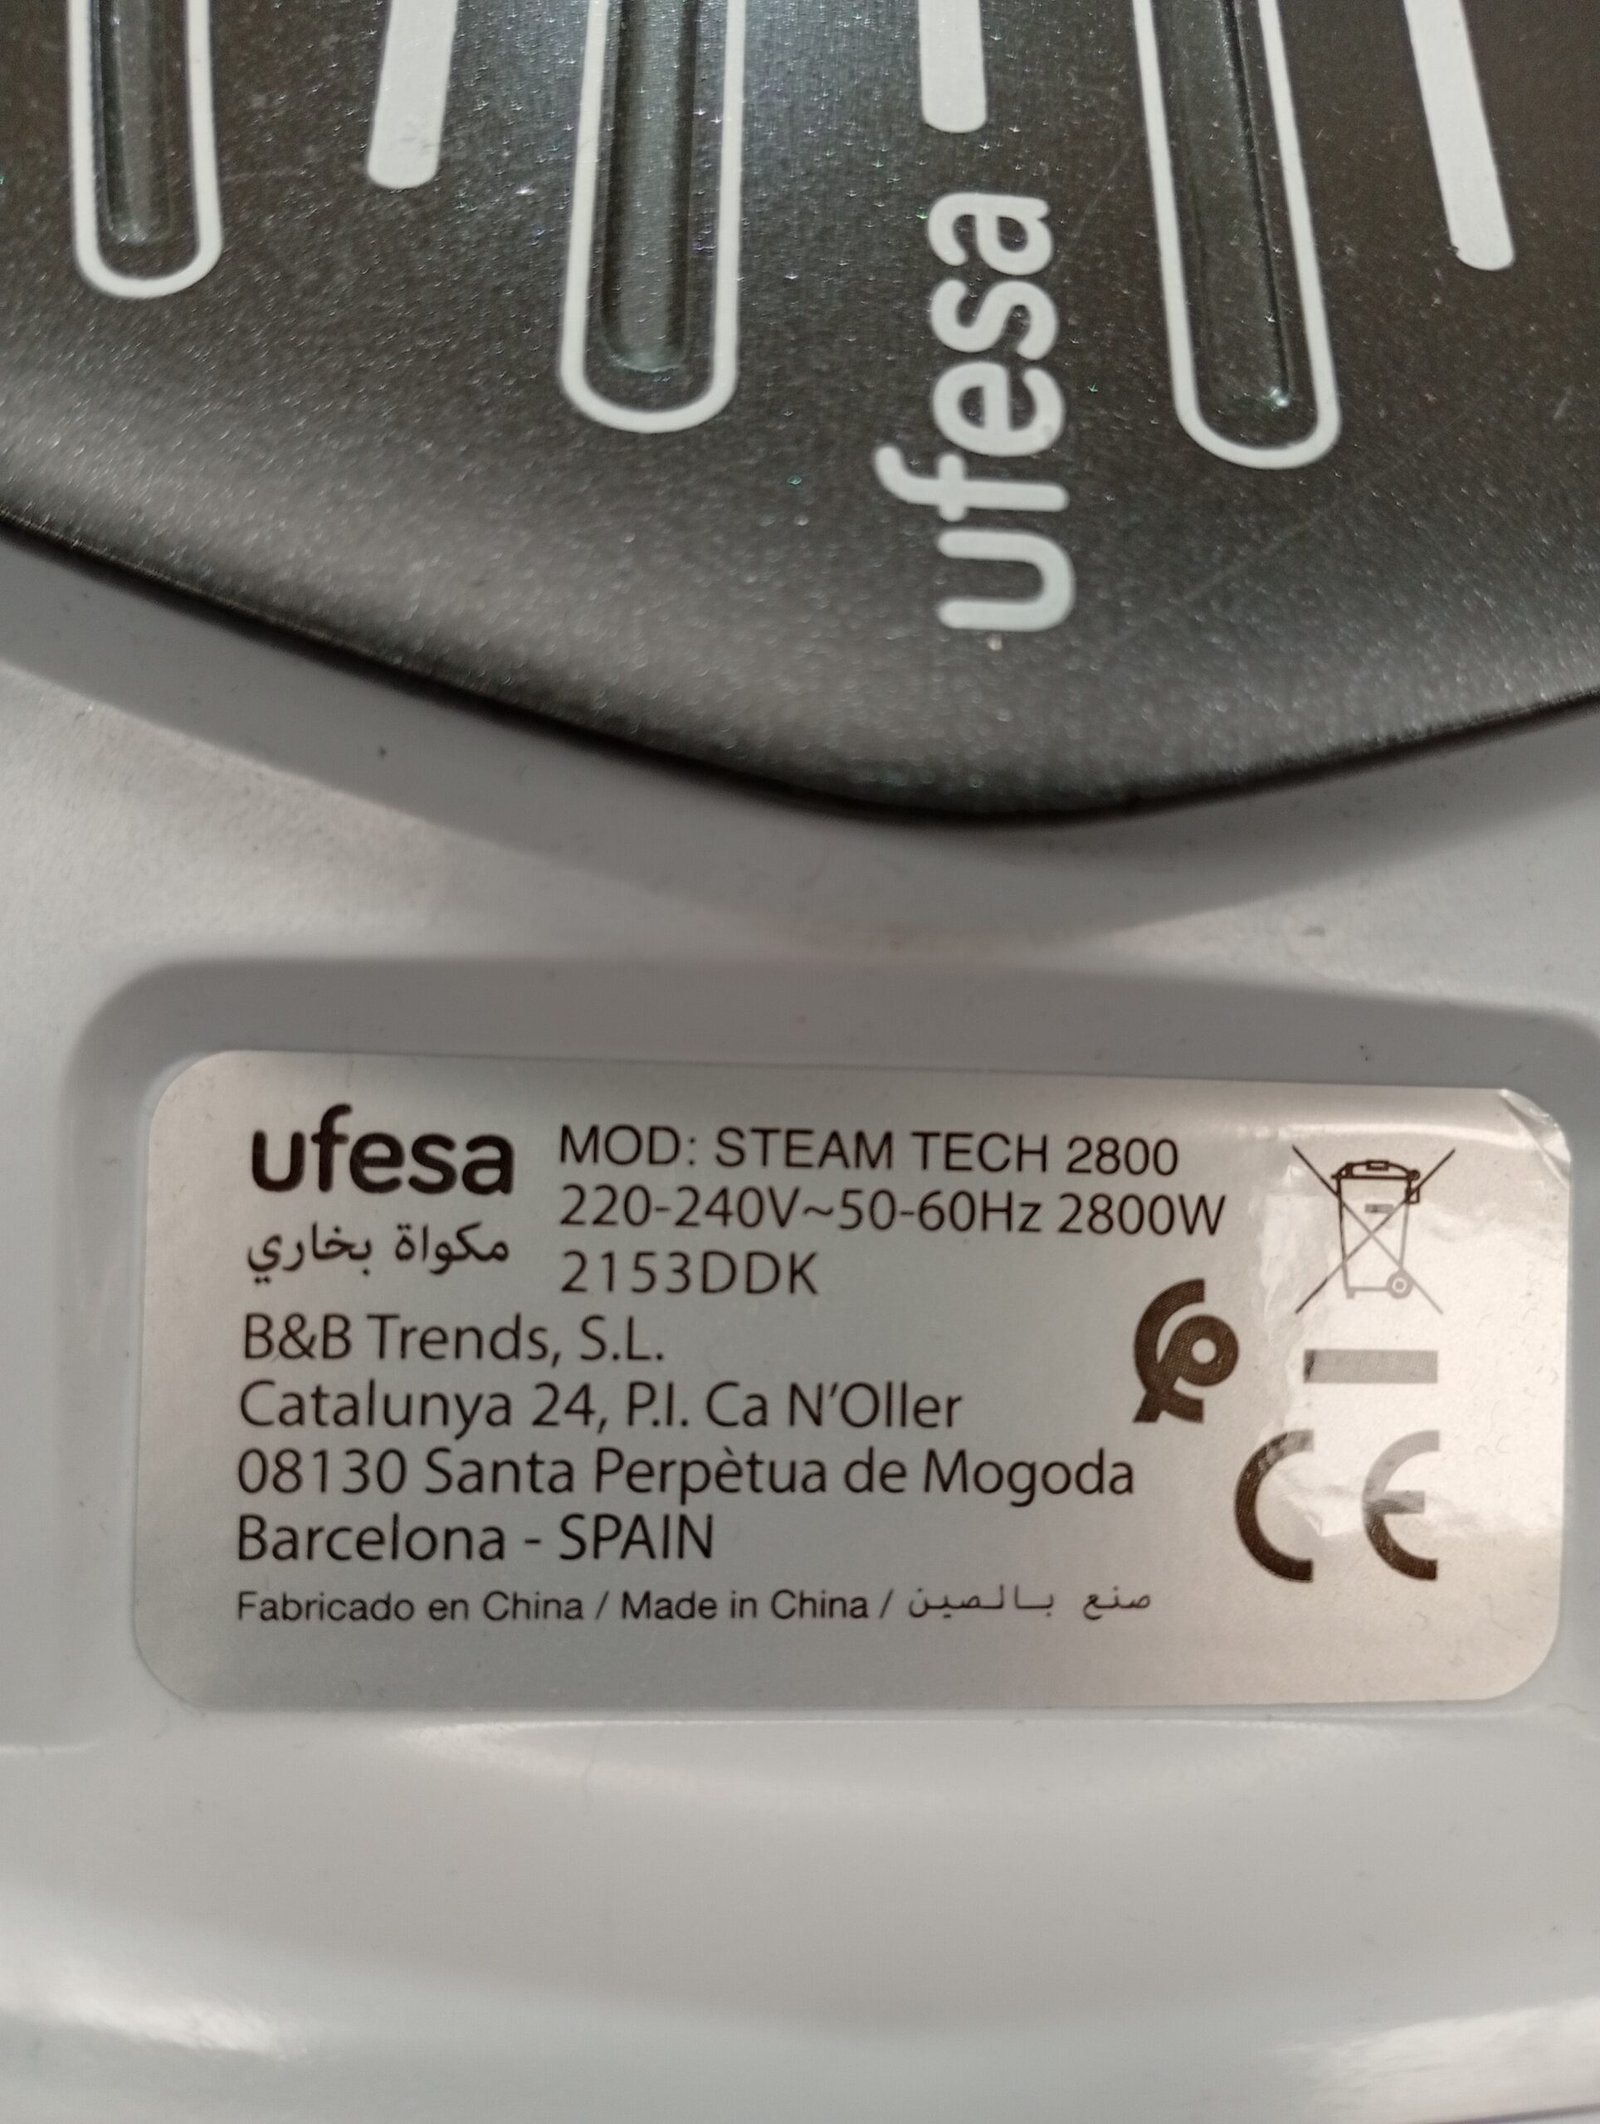 ufesa
ufesa
مكواة بخاري
MOD: STEAM TECH 2800
220-240V~50-60Hz 2800W
2153DDK
B&B Trends, S.L.
Catalunya 24, P.I. Ca N'Oller
08130 Santa Perpètua de Mogoda
Barcelona - SPAIN
Fabricado en China / Made in China / صنع بالصين
CE